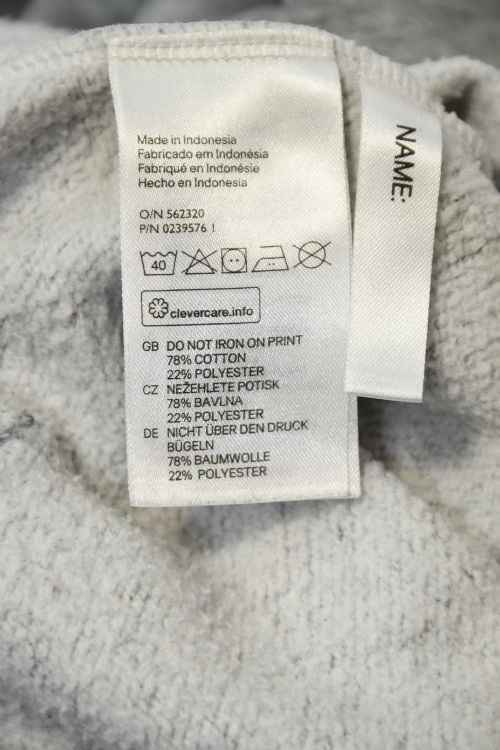 Made in Indonesia
Fabricado em Indonésia
Fabriqué en Indonésie
Hecho en Indonesia
O/N 562320
P/N 0239576 1
40
clevercare.info
GB DO NOT IRON ON PRINT
78% COTTON
22% POLYESTER
CZ NEŽEHLETE POTISK
78% BAVLNA
22% POLYESTER
DE NICHT ÜBER DEN DRUCK
BÜGELN
78% BAUMWOLLE
22% POLYESTER
NAME: